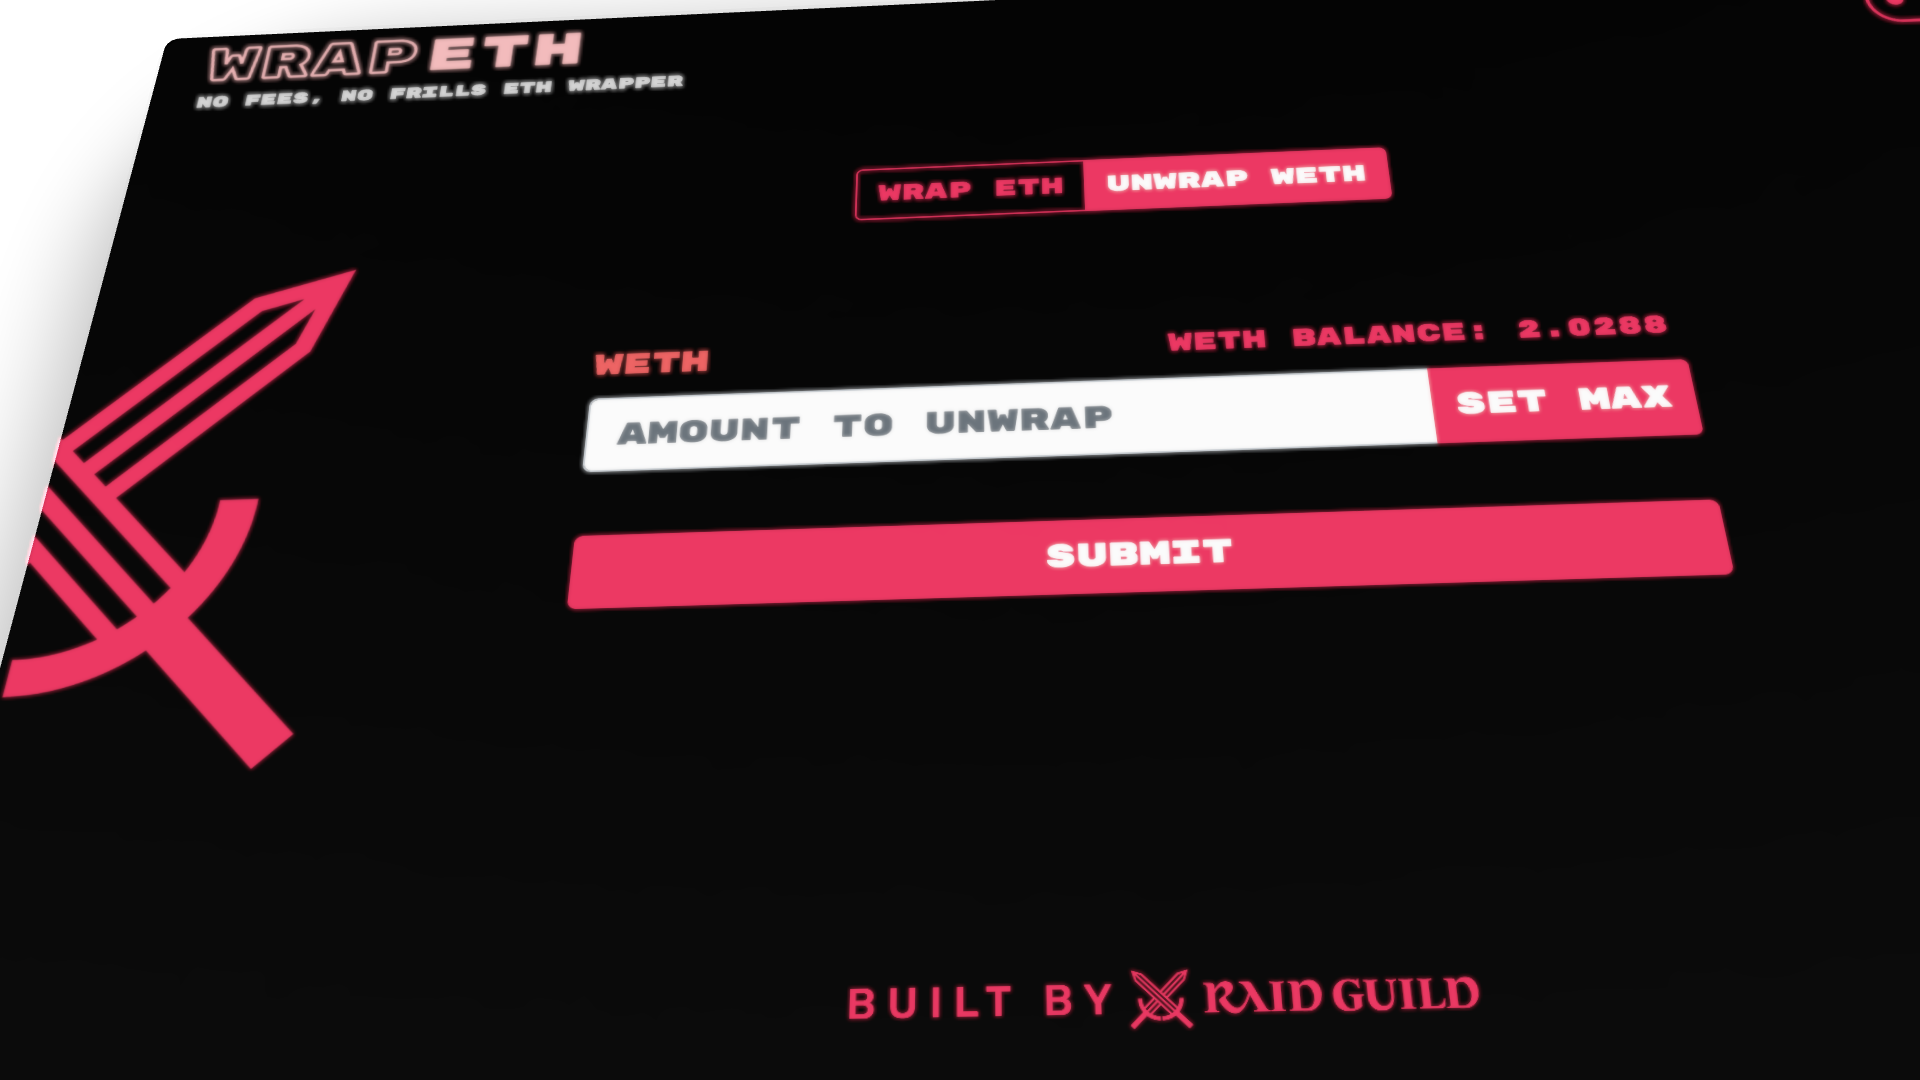 WRAPETH
NO FEES, NO FRILLS ETH WRAPPER
WRAP ETH
UNWRAP WETH
WETH
WETH BALANCE: 2.0288
AMOUNT TO UNWRAP
SET MAX
SUBMIT
BUILT BY RAID GUILD